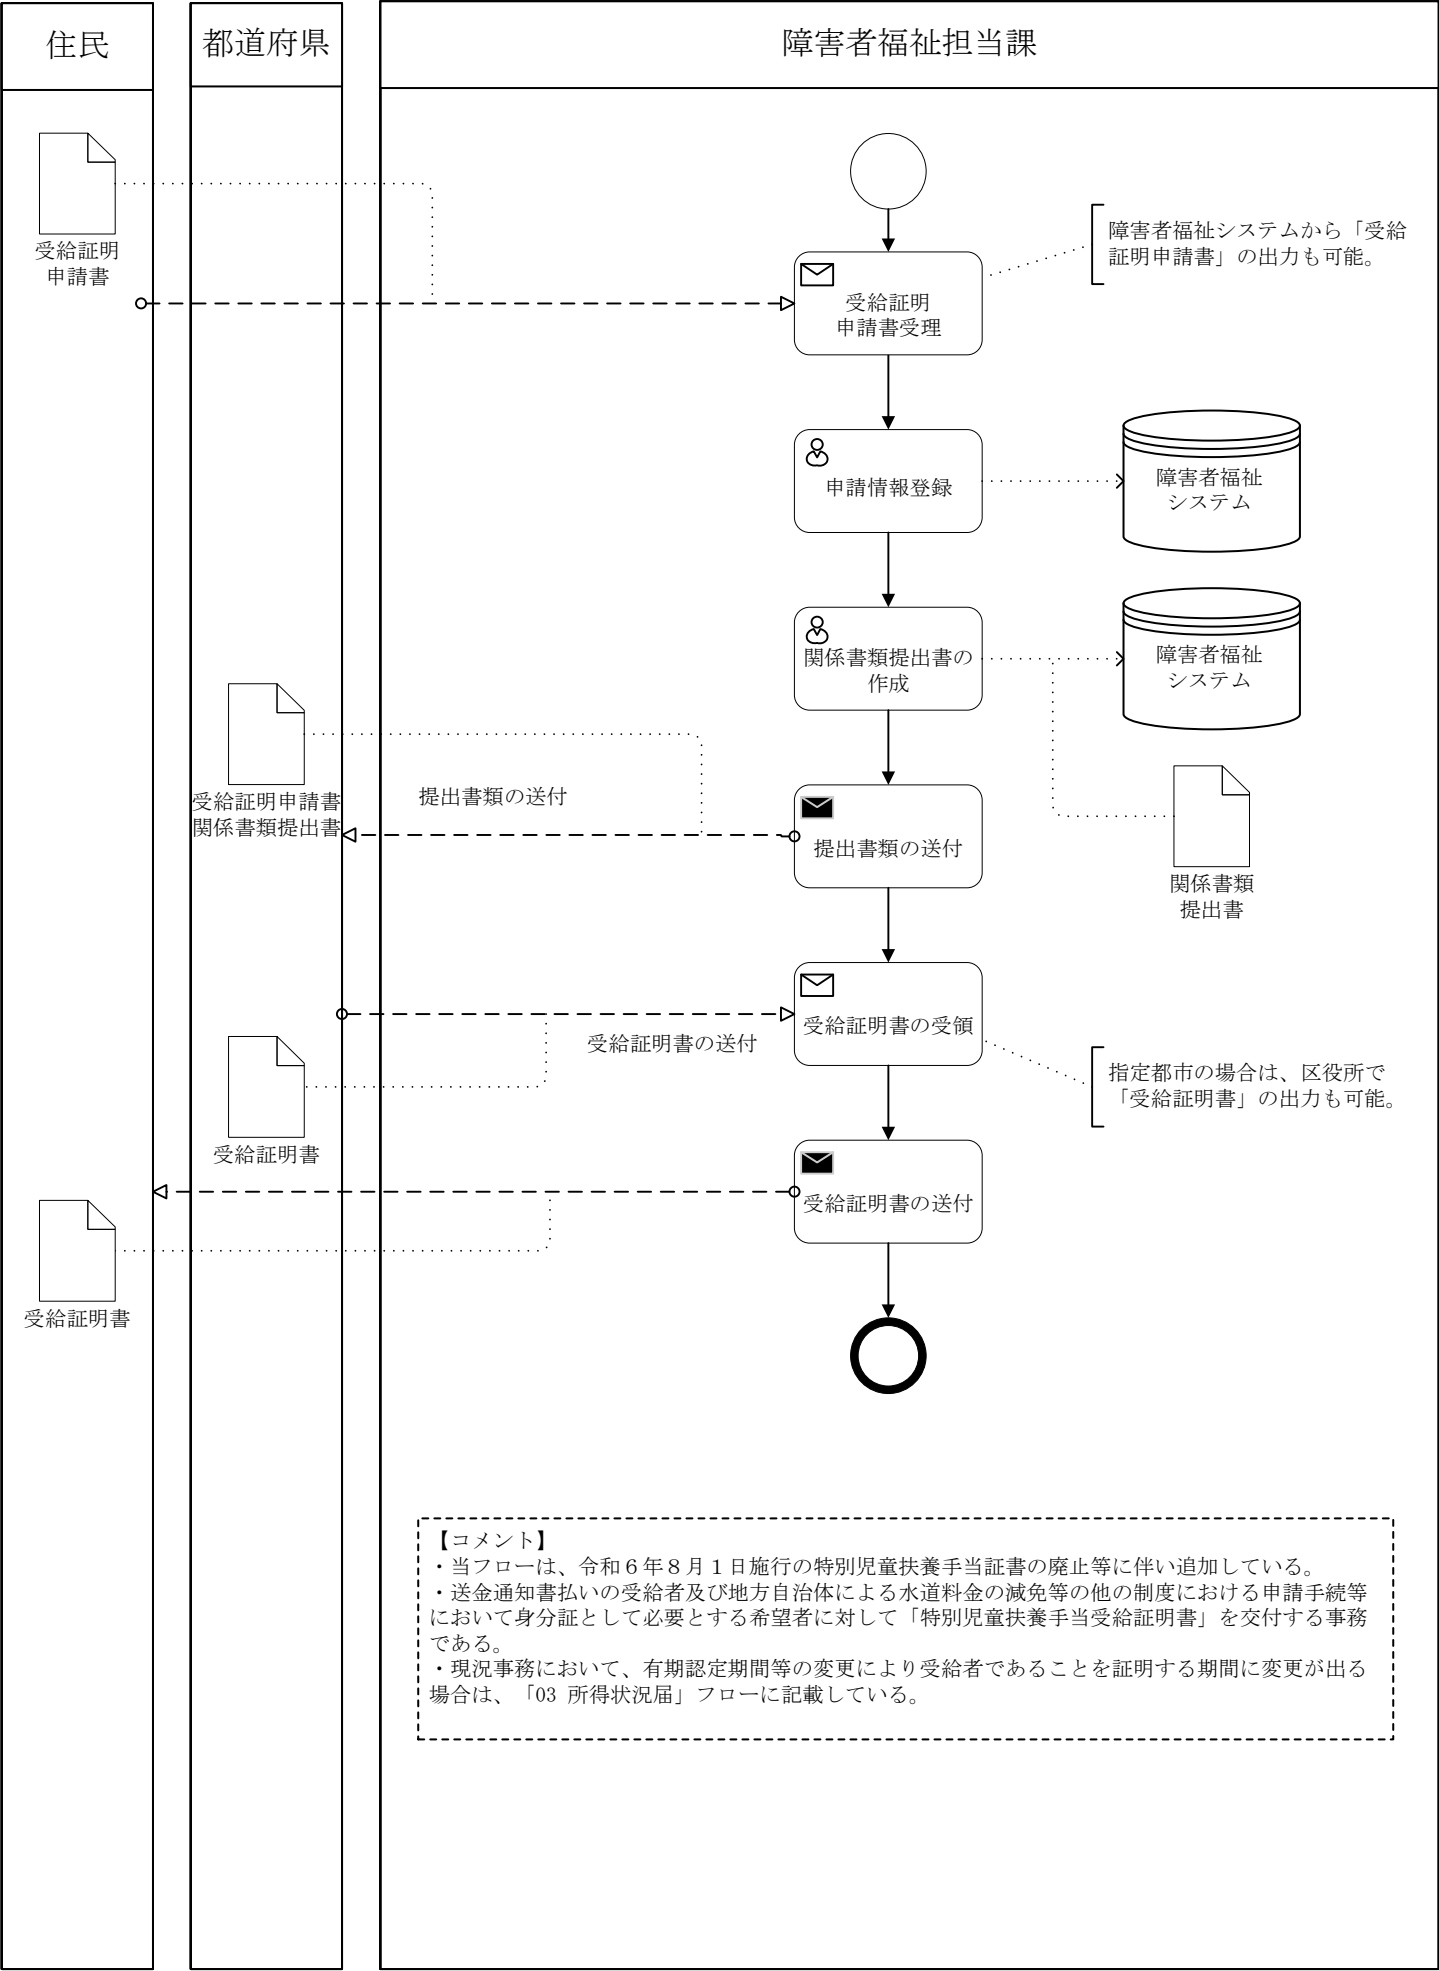 住民
都道府県
障害者福祉担当課
受給証明
申請書
障害者福祉システムから「受給
証明申請書」の出力も可能。
受給証明
申請書受理
申請情報登録
障害者福祉
システム
関係書類提出書の
作成
障害者福祉
システム
受給証明申請書
関係書類提出書
提出書類の送付
提出書類の送付
関係書類
提出書
受給証明書の受領
受給証明書の送付
指定都市の場合は、区役所で
「受給証明書」の出力も可能。
受給証明書
受給証明書の送付
受給証明書
【コメント】
・当フローは、令和６年８月１日施行の特別児童扶養手当証書の廃止等に伴い追加している。
・送金通知書払いの受給者及び地方自治体による水道料金の減免等の他の制度における申請手続等
において身分証として必要とする希望者に対して「特別児童扶養手当受給証明書」を交付する事務
である。
・現況事務において、有期認定期間等の変更により受給者であることを証明する期間に変更が出る
場合は、「03 所得状況届」フローに記載している。